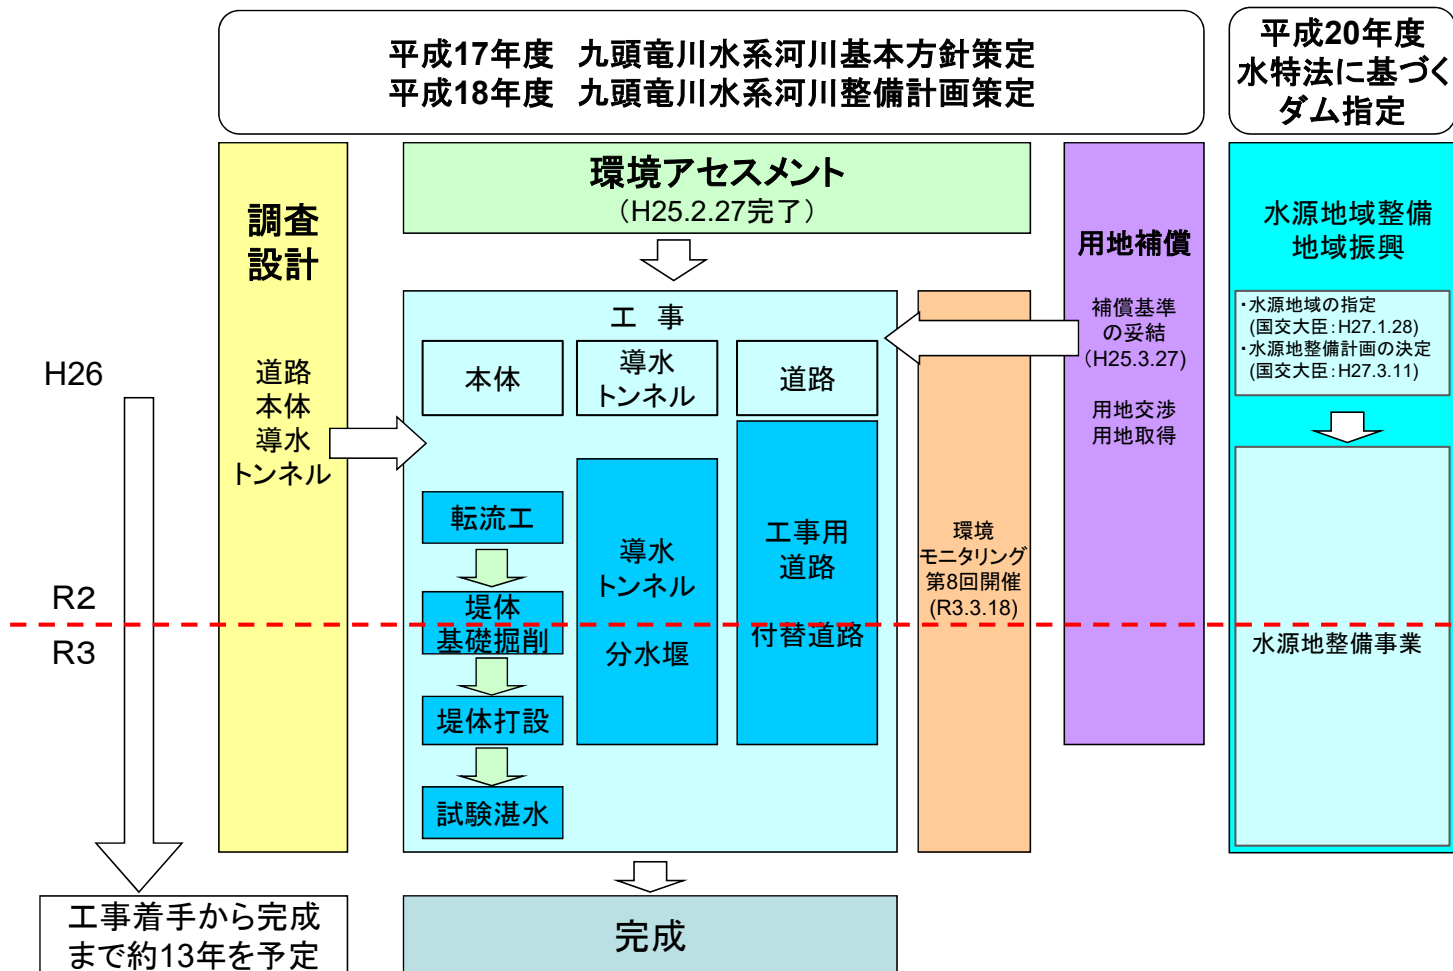 平成17年度　九頭竜川水系河川基本方針策定
平成18年度　九頭竜川水系河川整備計画策定
平成20年度
水特法に基づく
ダム指定
調査
設計
道路
本体
導水
トンネル
環境アセスメント
（H25.2.27完了）
工　事
本体
導水
トンネル
道路
転流工
堤体
基礎掘削
堤体打設
試験湛水
導水
トンネル
分水堰
工事用
道路
付替道路
環境
モニタリング
第8回開催
(R3.3.18)
用地補償
補償基準
の妥結
（H25.3.27)
用地交渉
用地取得
水源地域整備
地域振興
・水源地域の指定
(国交大臣：H27.1.28)
・水源地整備計画の決定
(国交大臣：H27.3.11)
水源地整備事業
H26
R2
R3
工事着手から完成
まで約13年を予定
完成